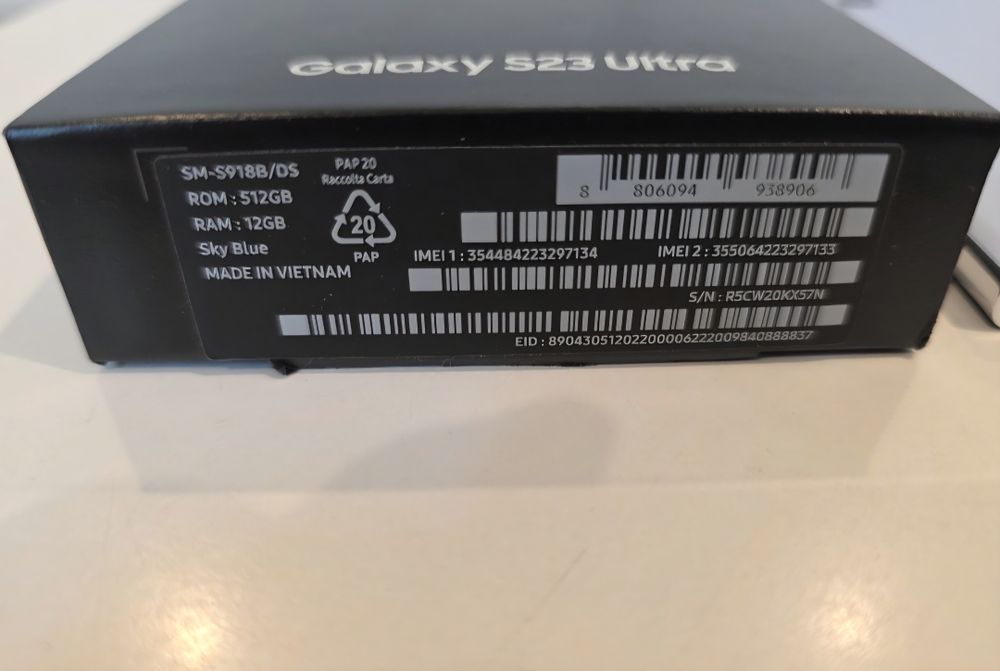 Galaxy S23 Ultra
SM-S918B/DS
ROM : 512GB
RAM : 12GB
Sky Blue
MADE IN VIETNAM
PAP 20
Raccolta Carta
20
PAP
8 806094 938906
IMEI 1 : 354484223297134 IMEI 2 : 355064223297133
S/N : R5CW20KX57N
EID : 89043051202200006222009840888837